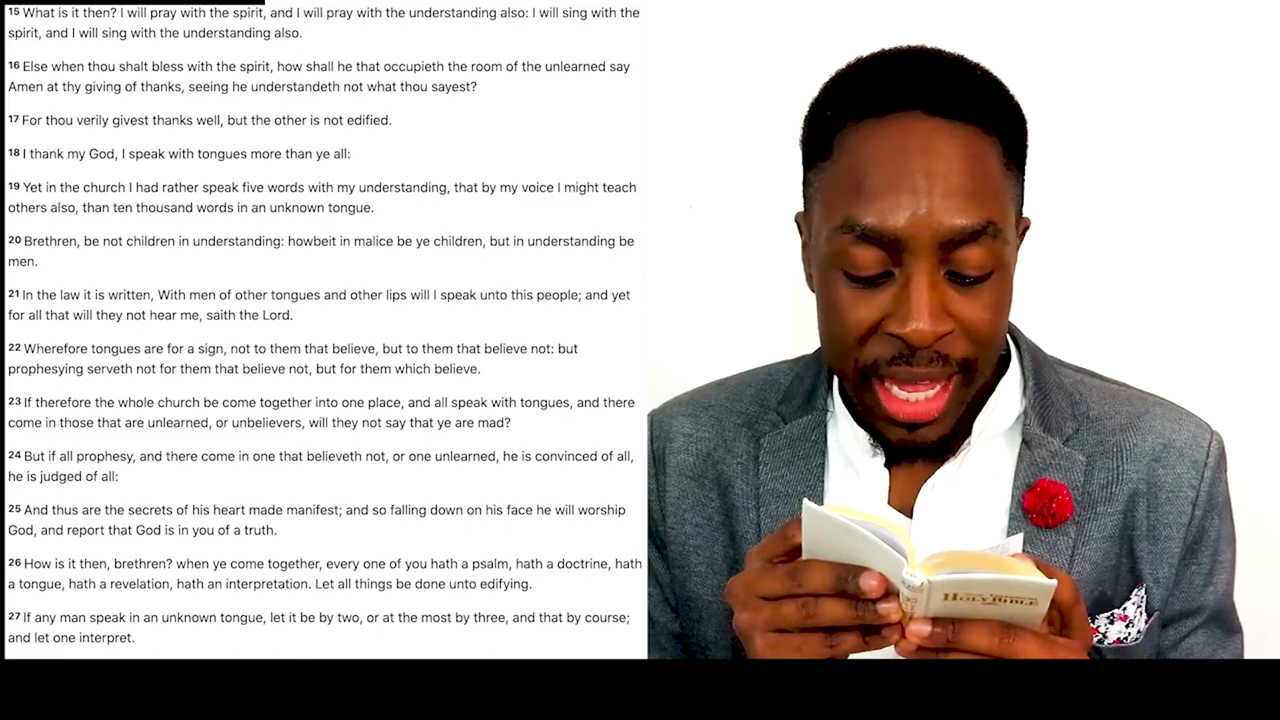 15 What is it then? I will pray with the spirit, and I will pray with the understanding also: I will sing with the
spirit, and I will sing with the understanding also.
16 Else when thou shalt bless with the spirit, how shall he that occupieth the room of the unlearned say
Amen at thy giving of thanks, seeing he understandeth not what thou sayest?
17 For thou verily givest thanks well, but the other is not edified.
18 I thank my God, I speak with tongues more than ye all:
19 Yet in the church I had rather speak five words with my understanding, that by my voice I might teach
others also, than ten thousand words in an unknown tongue.
20 Brethren, be not children in understanding: howbeit in malice be ye children, but in understanding be
men.
21 In the law it is written, With men of other tongues and other lips will I speak unto this people; and yet
for all that will they not hear me, saith the Lord.
22 Wherefore tongues are for a sign, not to them that believe, but to them that believe not: but
prophesying serveth not for them that believe not, but for them which believe.
23 If therefore the whole church be come together into one place, and all speak with tongues, and there
come in those that are unlearned, or unbelievers, will they not say that ye are mad?
24 But if all prophesy, and there come in one that believeth not, or one unlearned, he is convinced of all,
he is judged of all:
25 And thus are the secrets of his heart made manifest; and so falling down on his face he will worship
God, and report that God is in you of a truth.
26 How is it then, brethren? when ye come together, every one of you hath a psalm, hath a doctrine, hath
a tongue, hath a revelation, hath an interpretation. Let all things be done unto edifying.
27 If any man speak in an unknown tongue, let it be by two, or at the most by three, and that by course;
and let one interpret.
HOLY BIBLE